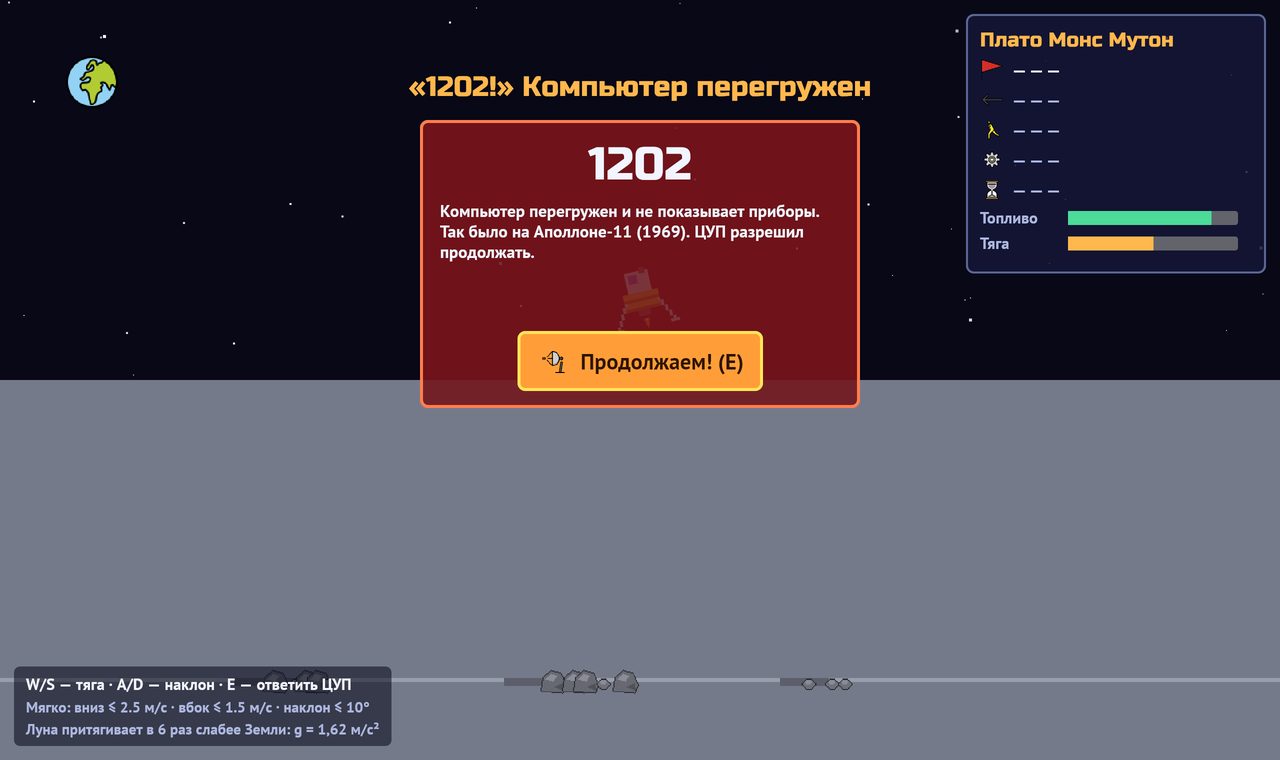 Плато Монс Мутон
«1202!» Компьютер перегружен
– – –
– – –
– – –
– – –
– – –
Топливо
Тяга
1202
Компьютер перегружен и не показывает приборы.
Так было на Аполлоне-11 (1969). ЦУП разрешил
продолжать.
Продолжаем! (E)
W/S — тяга · A/D — наклон · E — ответить ЦУП
Мягко: вниз ≤ 2.5 м/с · вбок ≤ 1.5 м/с · наклон ≤ 10°
Луна притягивает в 6 раз слабее Земли: g = 1,62 м/с²